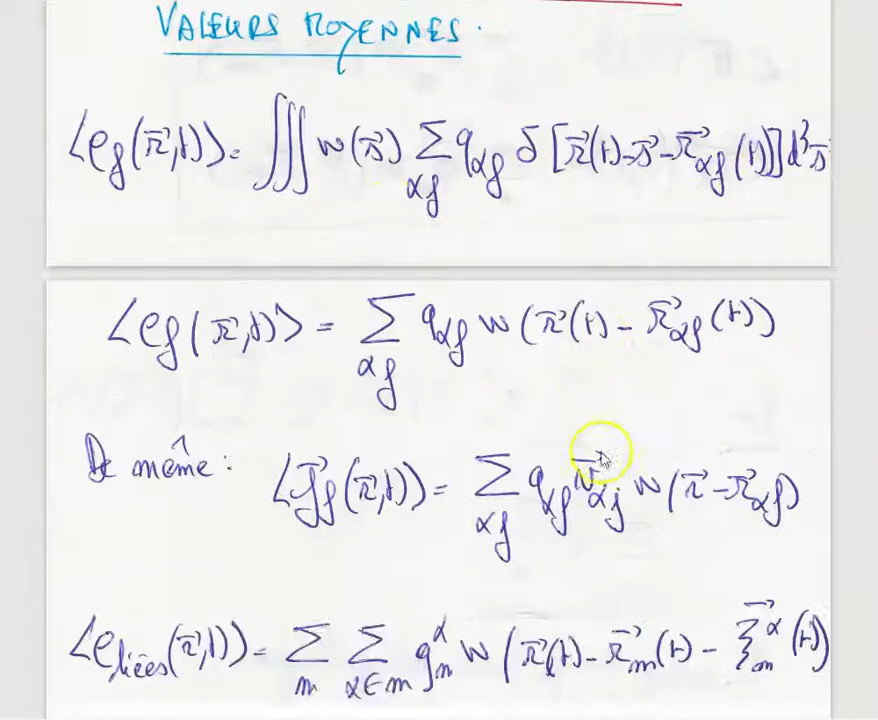 VALEURS MOYENNES.
⟨ρ_f(r⃗,t)⟩ = ∭ w(s⃗) Σ_{αf} q_{αf} δ[r⃗(t)-s⃗-r⃗_{αf}(t)]d³s⃗
⟨ρ_f(r⃗,t)⟩ = Σ_{αf} q_{αf} w(r⃗(t) - r⃗_{αf}(t))
De même : ⟨J⃗_f(r⃗,t)⟩ = Σ_{αf} q_{αf} v⃗_{αf} w(r⃗ - r⃗_{αf})
⟨ρ_{liées}(r⃗,t)⟩ = Σ_m Σ_{α∈m} q_m^α w(r⃗(t) - r⃗_m(t) - ξ⃗_m^α(t))